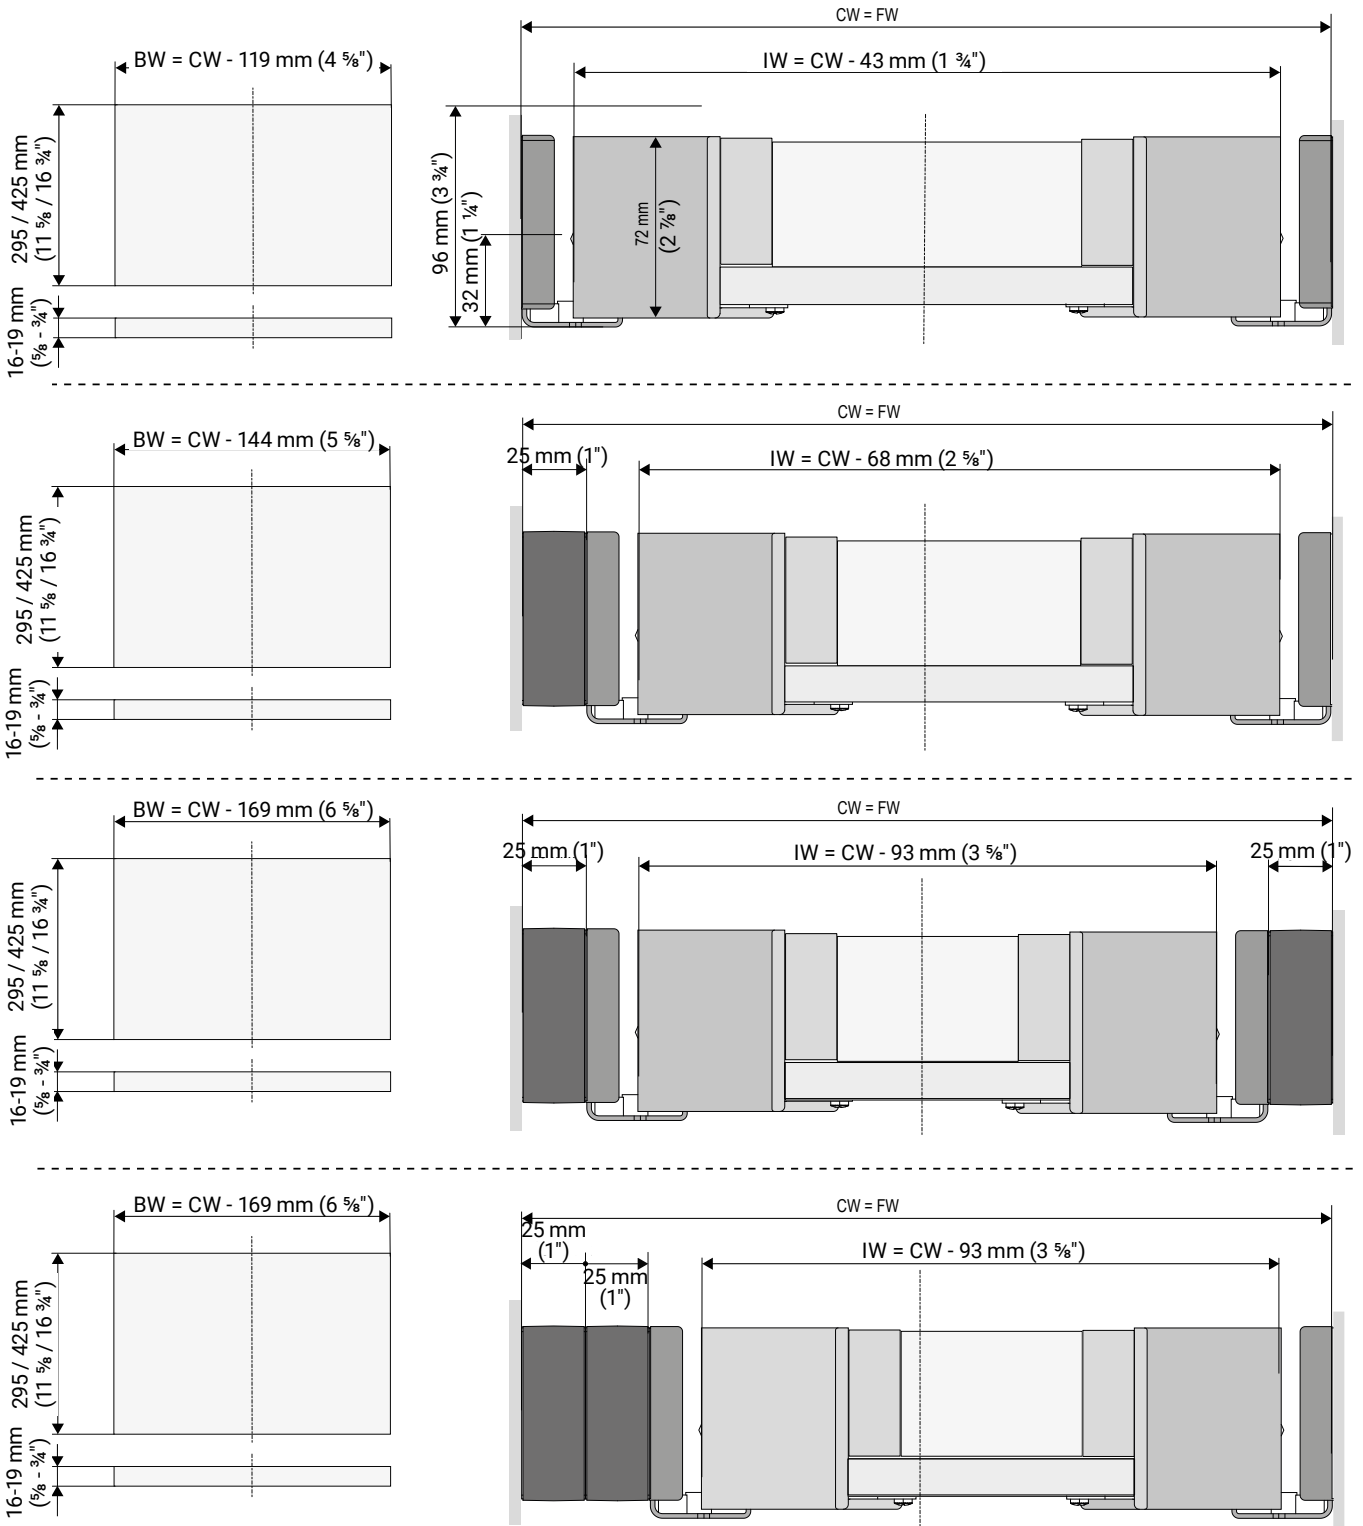 CW = FW
BW = CW - 119 mm (4 ⅝")
IW = CW - 43 mm (1 ¾")
295 / 425 mm
(11 ⅝ / 16 ¾")
96 mm (3 ¾")
32 mm (1 ¼")
72 mm
(2 ⅞")
16-19 mm
(⅝ - ¾")
CW = FW
BW = CW - 144 mm (5 ⅝")
25 mm (1")
IW = CW - 68 mm (2 ⅝")
295 / 425 mm
(11 ⅝ / 16 ¾")
16-19 mm
(⅝ - ¾")
CW = FW
BW = CW - 169 mm (6 ⅝")
25 mm (1")
IW = CW - 93 mm (3 ⅝")
25 mm (1")
295 / 425 mm
(11 ⅝ / 16 ¾")
16-19 mm
(⅝ - ¾")
CW = FW
BW = CW - 169 mm (6 ⅝")
25 mm
(1")
25 mm
(1")
IW = CW - 93 mm (3 ⅝")
295 / 425 mm
(11 ⅝ / 16 ¾")
16-19 mm
(⅝ - ¾")